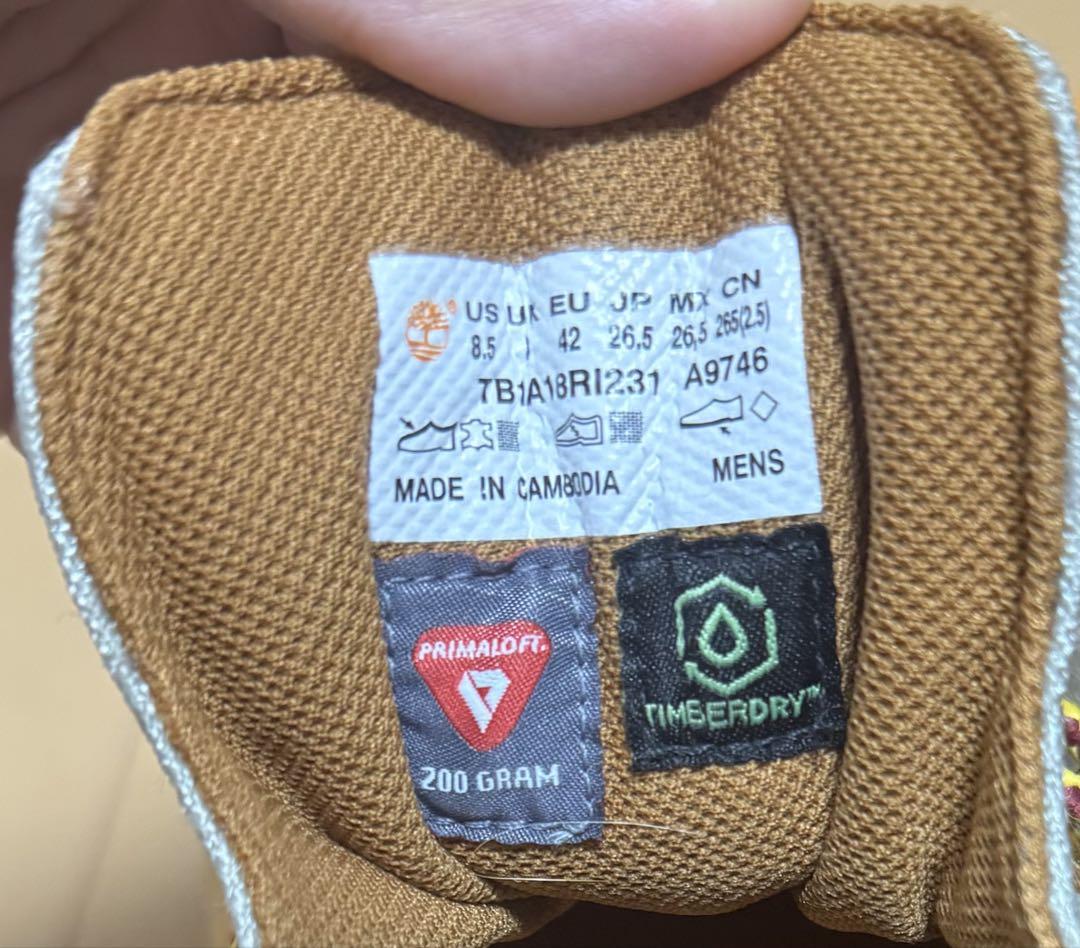 US UK EU JP MX CN
8.5 42 26.5 26,5 265(2.5)
TB1A18RI231 A9746
MADE IN CAMBODIA MENS
PRIMALOFT®
200 GRAM
TIMBERDRY™